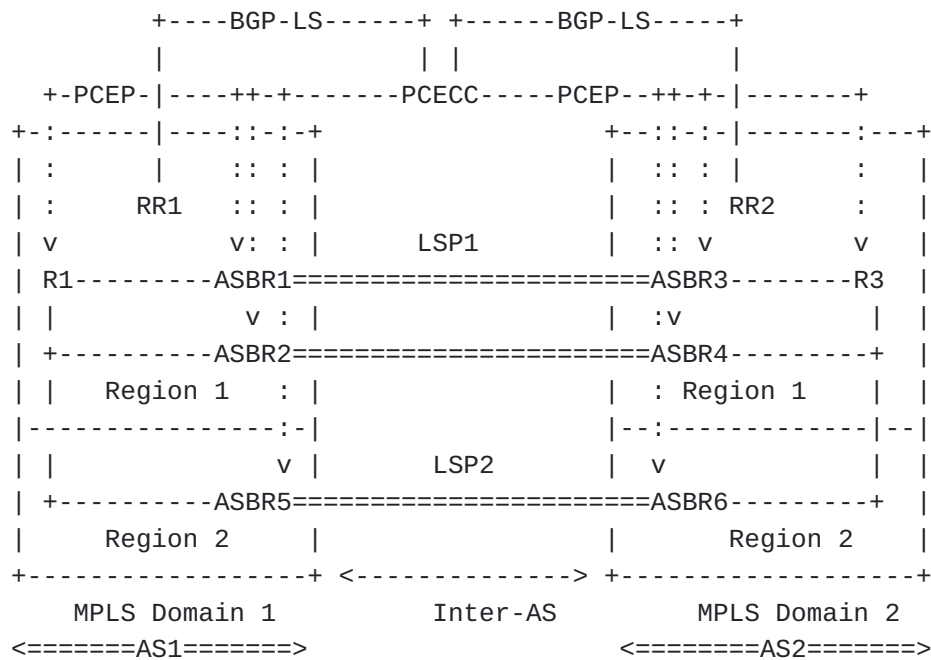 +----BGP-LS------+ +------BGP-LS-----+
            |                | |                 |
     +-PCEP-|----++-+-------PCECC-----PCEP--++-+-|-------+
   +-:------|----::-:-+                  +--::-:-|-------:---+
   | :      |    :: : |                  |  :: : |       :   |
   | :     RR1   :: : |                  |  :: : RR2     :   |
   | v           v: : |      LSP1        |  :: v         v   |
   | R1---------ASBR1=======================ASBR3--------R3  |
   | |            v : |                  |  :v            |  |
   | +----------ASBR2=======================ASBR4---------+  |
   | |   Region 1   : |                  |  : Region 1    |  |
   |----------------:-|                  |--:-------------|--|
   | |              v |       LSP2       |  v             |  |
   | +----------ASBR5=======================ASBR6---------+  |
   |     Region 2     |                  |       Region 2    |
   +------------------+ <--------------> +-------------------+
       MPLS Domain 1          Inter-AS         MPLS Domain 2
   <=======AS1=======>                    <========AS2=======>